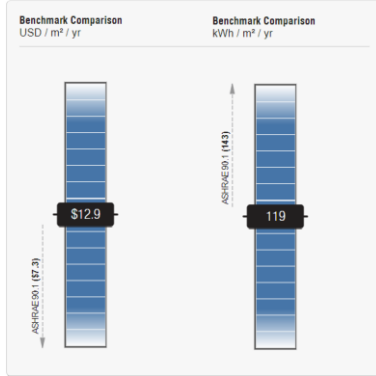 Benchmark Comparison
USD / m² / yr
ASHRAE 90.1 ($7.3)
$12.9
Benchmark Comparison
kWh / m² / yr
ASHRAE 90.1 (143)
119